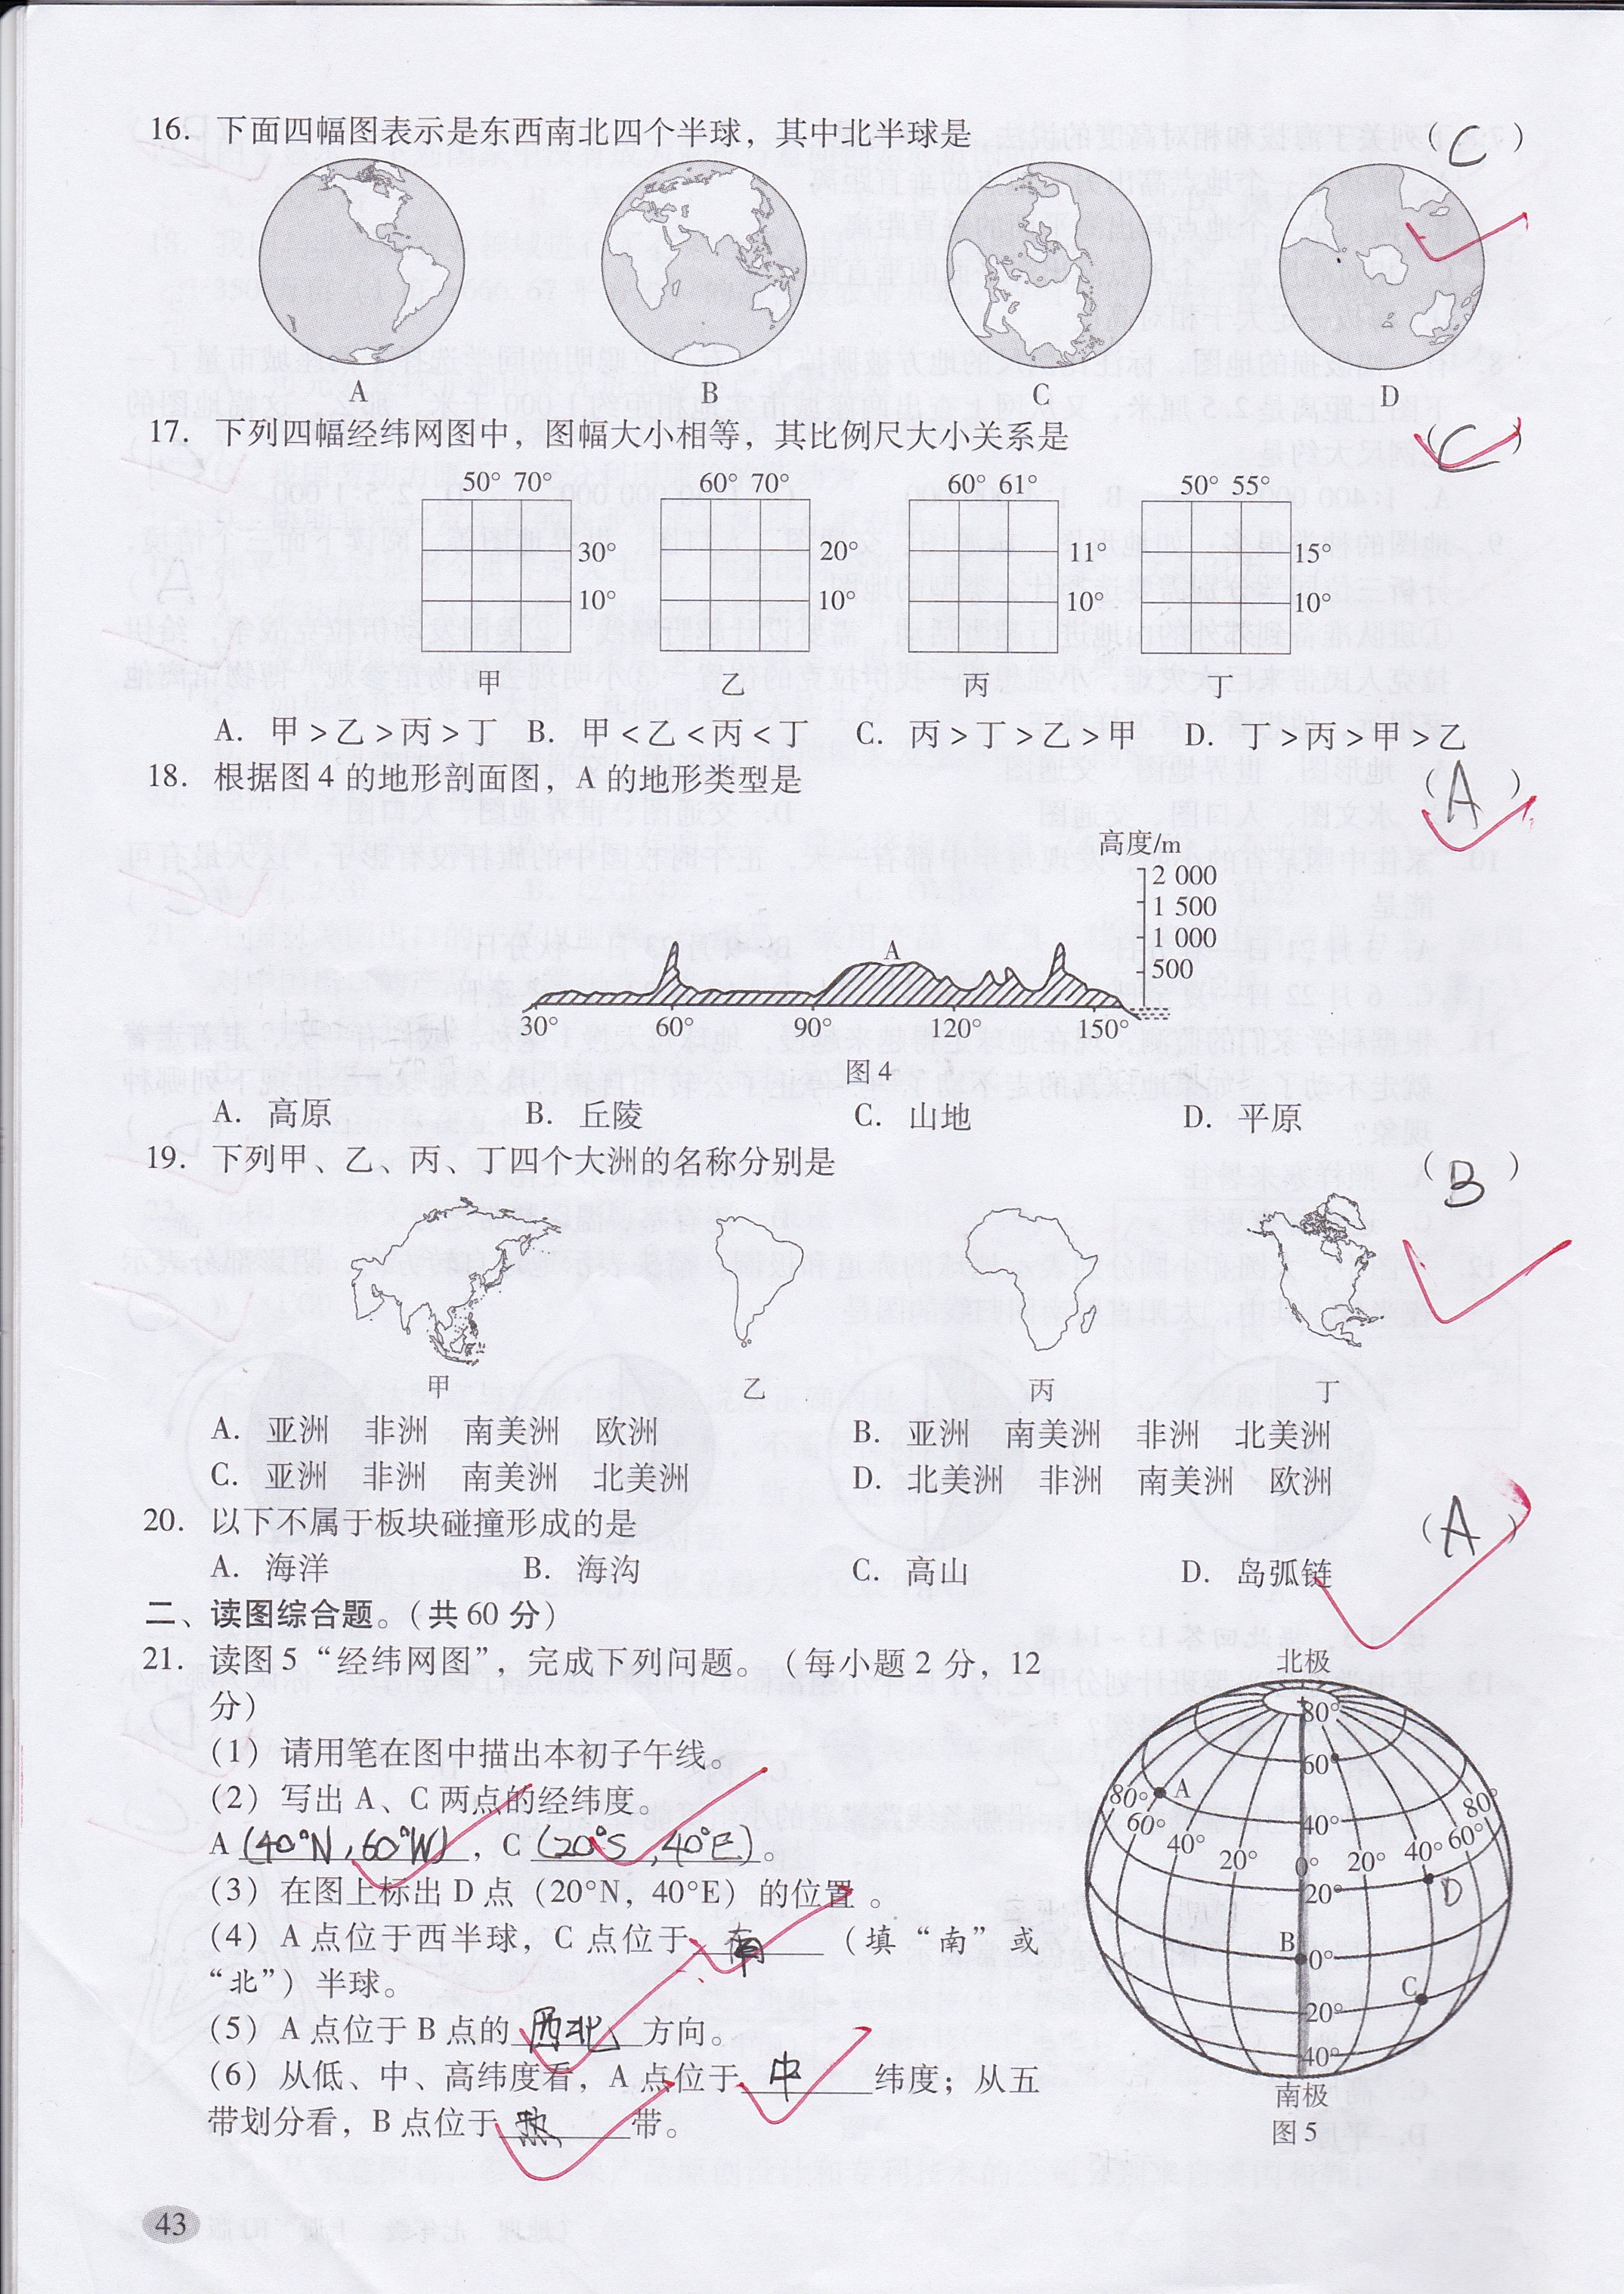 16. 下面四幅图表示是东西南北四个半球，其中北半球是 （ C ）
A B C D
17. 下列四幅经纬网图中，图幅大小相等，其比例尺大小关系是 （ C ）
50° 70° 60° 70° 60° 61° 50° 55°
30° 20° 11° 15°
10° 10° 10° 10°
甲 乙 丙 丁
A. 甲＞乙＞丙＞丁 B. 甲＜乙＜丙＜丁 C. 丙＞丁＞乙＞甲 D. 丁＞丙＞甲＞乙
18. 根据图 4 的地形剖面图，A 的地形类型是 （ A ）
高度/m
2 000
1 500
1 000
500
A
30° 60° 90° 120° 150°
图 4
A. 高原 B. 丘陵 C. 山地 D. 平原
19. 下列甲、乙、丙、丁四个大洲的名称分别是 （ B ）
甲 乙 丙 丁
A. 亚洲 非洲 南美洲 欧洲 B. 亚洲 南美洲 非洲 北美洲
C. 亚洲 非洲 南美洲 北美洲 D. 北美洲 非洲 南美洲 欧洲
20. 以下不属于板块碰撞形成的是 （ A ）
A. 海洋 B. 海沟 C. 高山 D. 岛弧链
二、读图综合题。（共 60 分）
21. 读图 5 “经纬网图”，完成下列问题。（每小题 2 分，12
分）
（1）请用笔在图中描出本初子午线。
（2）写出 A、C 两点的经纬度。
A (40°N,60°W)，C (20°S,40°E)。
（3）在图上标出 D 点（20°N，40°E）的位置 。
（4）A 点位于西半球，C 点位于 南 （填“南”或
“北”）半球。
（5）A 点位于 B 点的 西北 方向。
（6）从低、中、高纬度看，A 点位于 中 纬度；从五
带划分看，B 点位于 热 带。
北极
80°
60°
80° A 80°
60° 40° 60°
40° 20° 0° 20° 40°
20° D
B 0°
C
20°
40°
南极
图 5
43